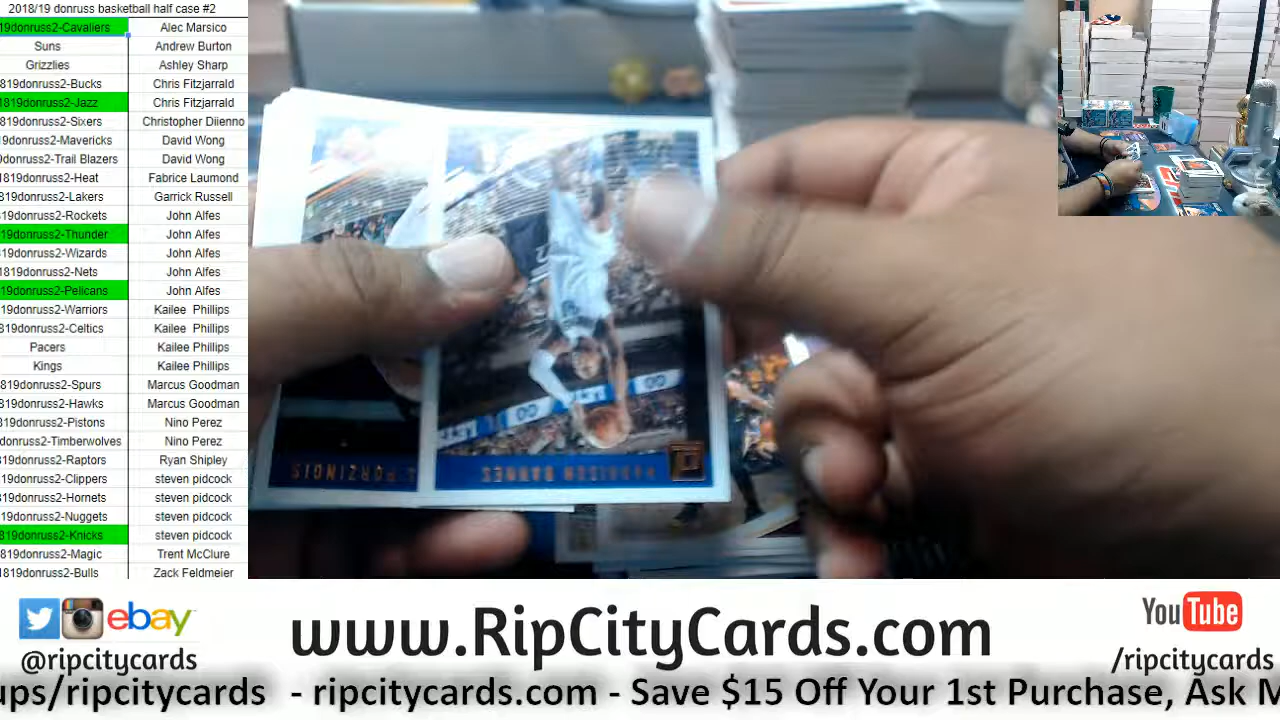 2018/19 donruss basketball half case #2
19donruss2-Cavaliers Alec Marsico
Suns Andrew Burton
Grizzlies Ashley Sharp
1819donruss2-Bucks Chris Fitzjarrald
1819donruss2-Jazz Chris Fitzjarrald
819donruss2-Sixers Christopher Diienno
19donruss2-Mavericks David Wong
9donruss2-Trail Blazers David Wong
819donruss2-Heat Fabrice Laumond
819donruss2-Lakers Garrick Russell
819donruss2-Rockets John Alfes
19donruss2-Thunder John Alfes
19donruss2-Wizards John Alfes
1819donruss2-Nets John Alfes
19donruss2-Pelicans John Alfes
19donruss2-Warriors Kailee Phillips
819donruss2-Celtics Kailee Phillips
Pacers Kailee Phillips
Kings Kailee Phillips
819donruss2-Spurs Marcus Goodman
819donruss2-Hawks Marcus Goodman
819donruss2-Pistons Nino Perez
donruss2-Timberwolves Nino Perez
819donruss2-Raptors Ryan Shipley
19donruss2-Clippers steven pidcock
19donruss2-Hornets steven pidcock
19donruss2-Nuggets steven pidcock
819donruss2-Knicks steven pidcock
819donruss2-Magic Trent McClure
1819donruss2-Bulls Zack Feldmeier
PORZINGIS
HARRISON BARNES
ebay
@ripcitycards
www.RipCityCards.com
YouTube
/ripcitycards
ups/ripcitycards - ripcitycards.com - Save $15 Off Your 1st Purchase, Ask M